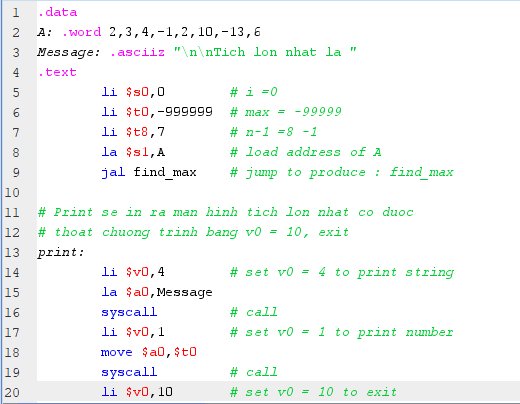 1 .data
2 A: .word 2,3,4,-1,2,10,-13,6
3 Message: .asciiz "\n\nTich lon nhat la "
4 .text
5 li $s0,0 # i =0
6 li $t0,-999999 # max = -99999
7 li $t8,7 # n-1 =8 -1
8 la $s1,A # load address of A
9 jal find_max # jump to produce : find_max
10
11 # Print se in ra man hinh tich lon nhat co duoc
12 # thoat chuong trinh bang v0 = 10, exit
13 print:
14 li $v0,4 # set v0 = 4 to print string
15 la $a0,Message
16 syscall # call
17 li $v0,1 # set v0 = 1 to print number
18 move $a0,$t0
19 syscall # call
20 li $v0,10 # set v0 = 10 to exit